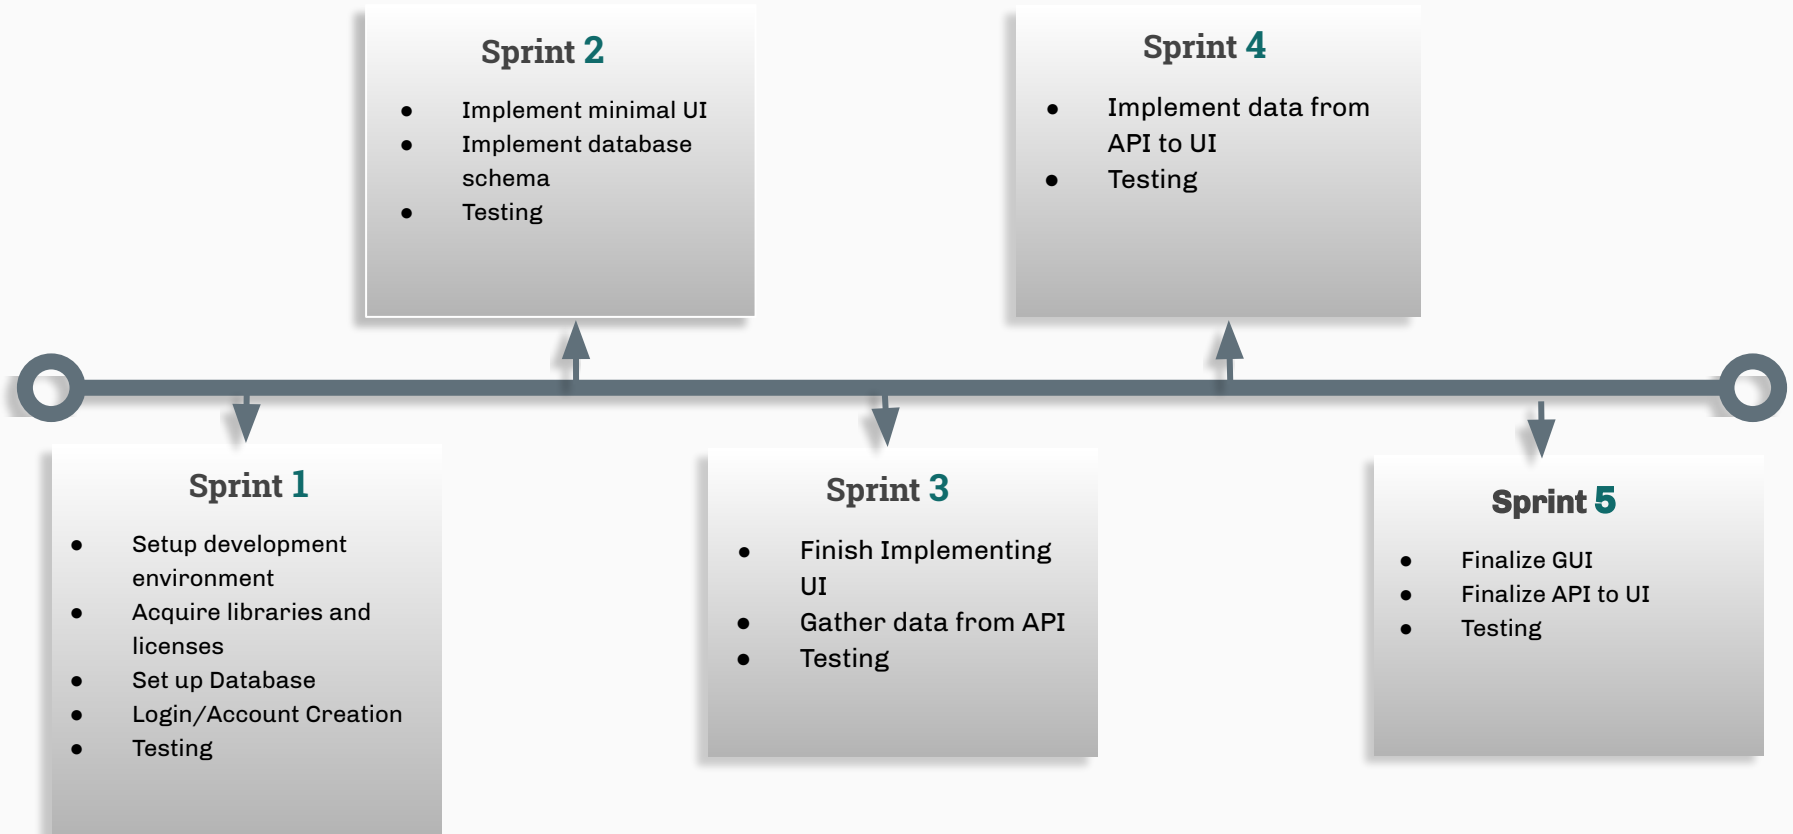 Sprint 2
● Implement minimal UI
● Implement database
schema
● Testing
Sprint 4
● Implement data from
API to UI
● Testing
Sprint 1
● Setup development
environment
● Acquire libraries and
licenses
● Set up Database
● Login/Account Creation
● Testing
Sprint 3
● Finish Implementing
UI
● Gather data from API
● Testing
Sprint 5
● Finalize GUI
● Finalize API to UI
● Testing